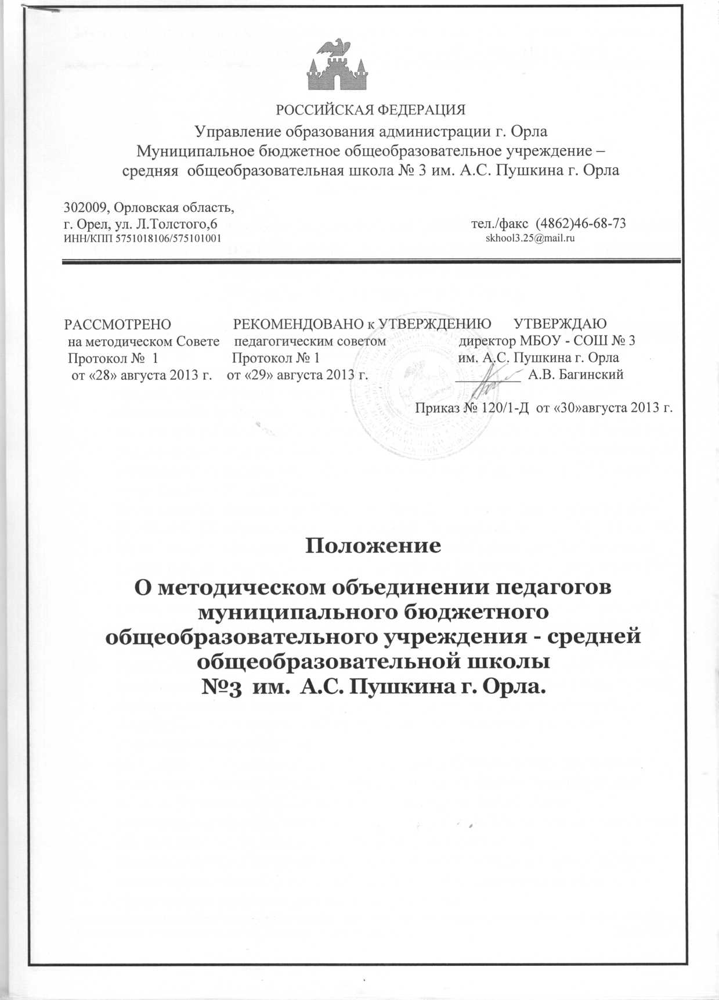 РОССИЙСКАЯ ФЕДЕРАЦИЯ
Управление образования администрации г. Орла
Муниципальное бюджетное общеобразовательное учреждение –
средняя общеобразовательная школа № 3 им. А.С. Пушкина г. Орла
302009, Орловская область,
г. Орел, ул. Л.Толстого,6 тел./факс (4862)46-68-73
ИНН/КПП 5751018106/575101001 skhool3.25@mail.ru
РАССМОТРЕНО РЕКОМЕНДОВАНО к УТВЕРЖДЕНИЮ УТВЕРЖДАЮ
на методическом Совете педагогическим советом директор МБОУ - СОШ № 3
Протокол № 1 Протокол № 1 им. А.С. Пушкина г. Орла
от «28» августа 2013 г. от «29» августа 2013 г. _________ А.В. Багинский
Приказ № 120/1-Д от «30»августа 2013 г.
Положение
О методическом объединении педагогов
муниципального бюджетного
общеобразовательного учреждения - средней
общеобразовательной школы
№3 им. А.С. Пушкина г. Орла.